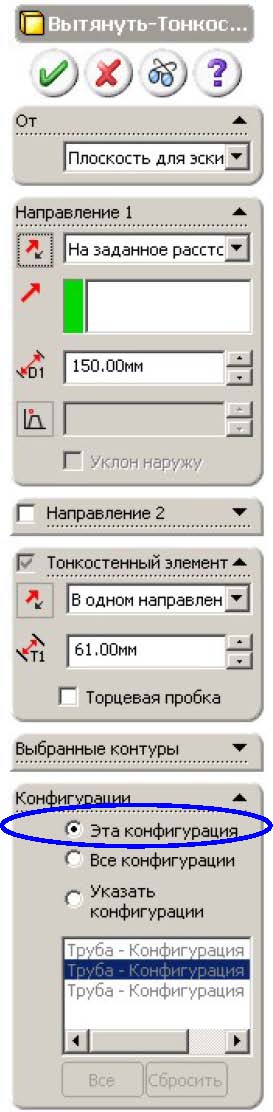 Вытянуть-Тонкос...
?
От
Плоскость для эски
Направление 1
На заданное расстс
D1
150.00мм
Уклон наружу
Направление 2
Тонкостенный элемент
В одном направлен
T1
61.00мм
Торцевая пробка
Выбранные контуры
Конфигурации
Эта конфигурация
Все конфигурации
Указать
конфигурации
Труба - Конфигурация
Труба - Конфигурация
Труба - Конфигурация
Все
Сбросить